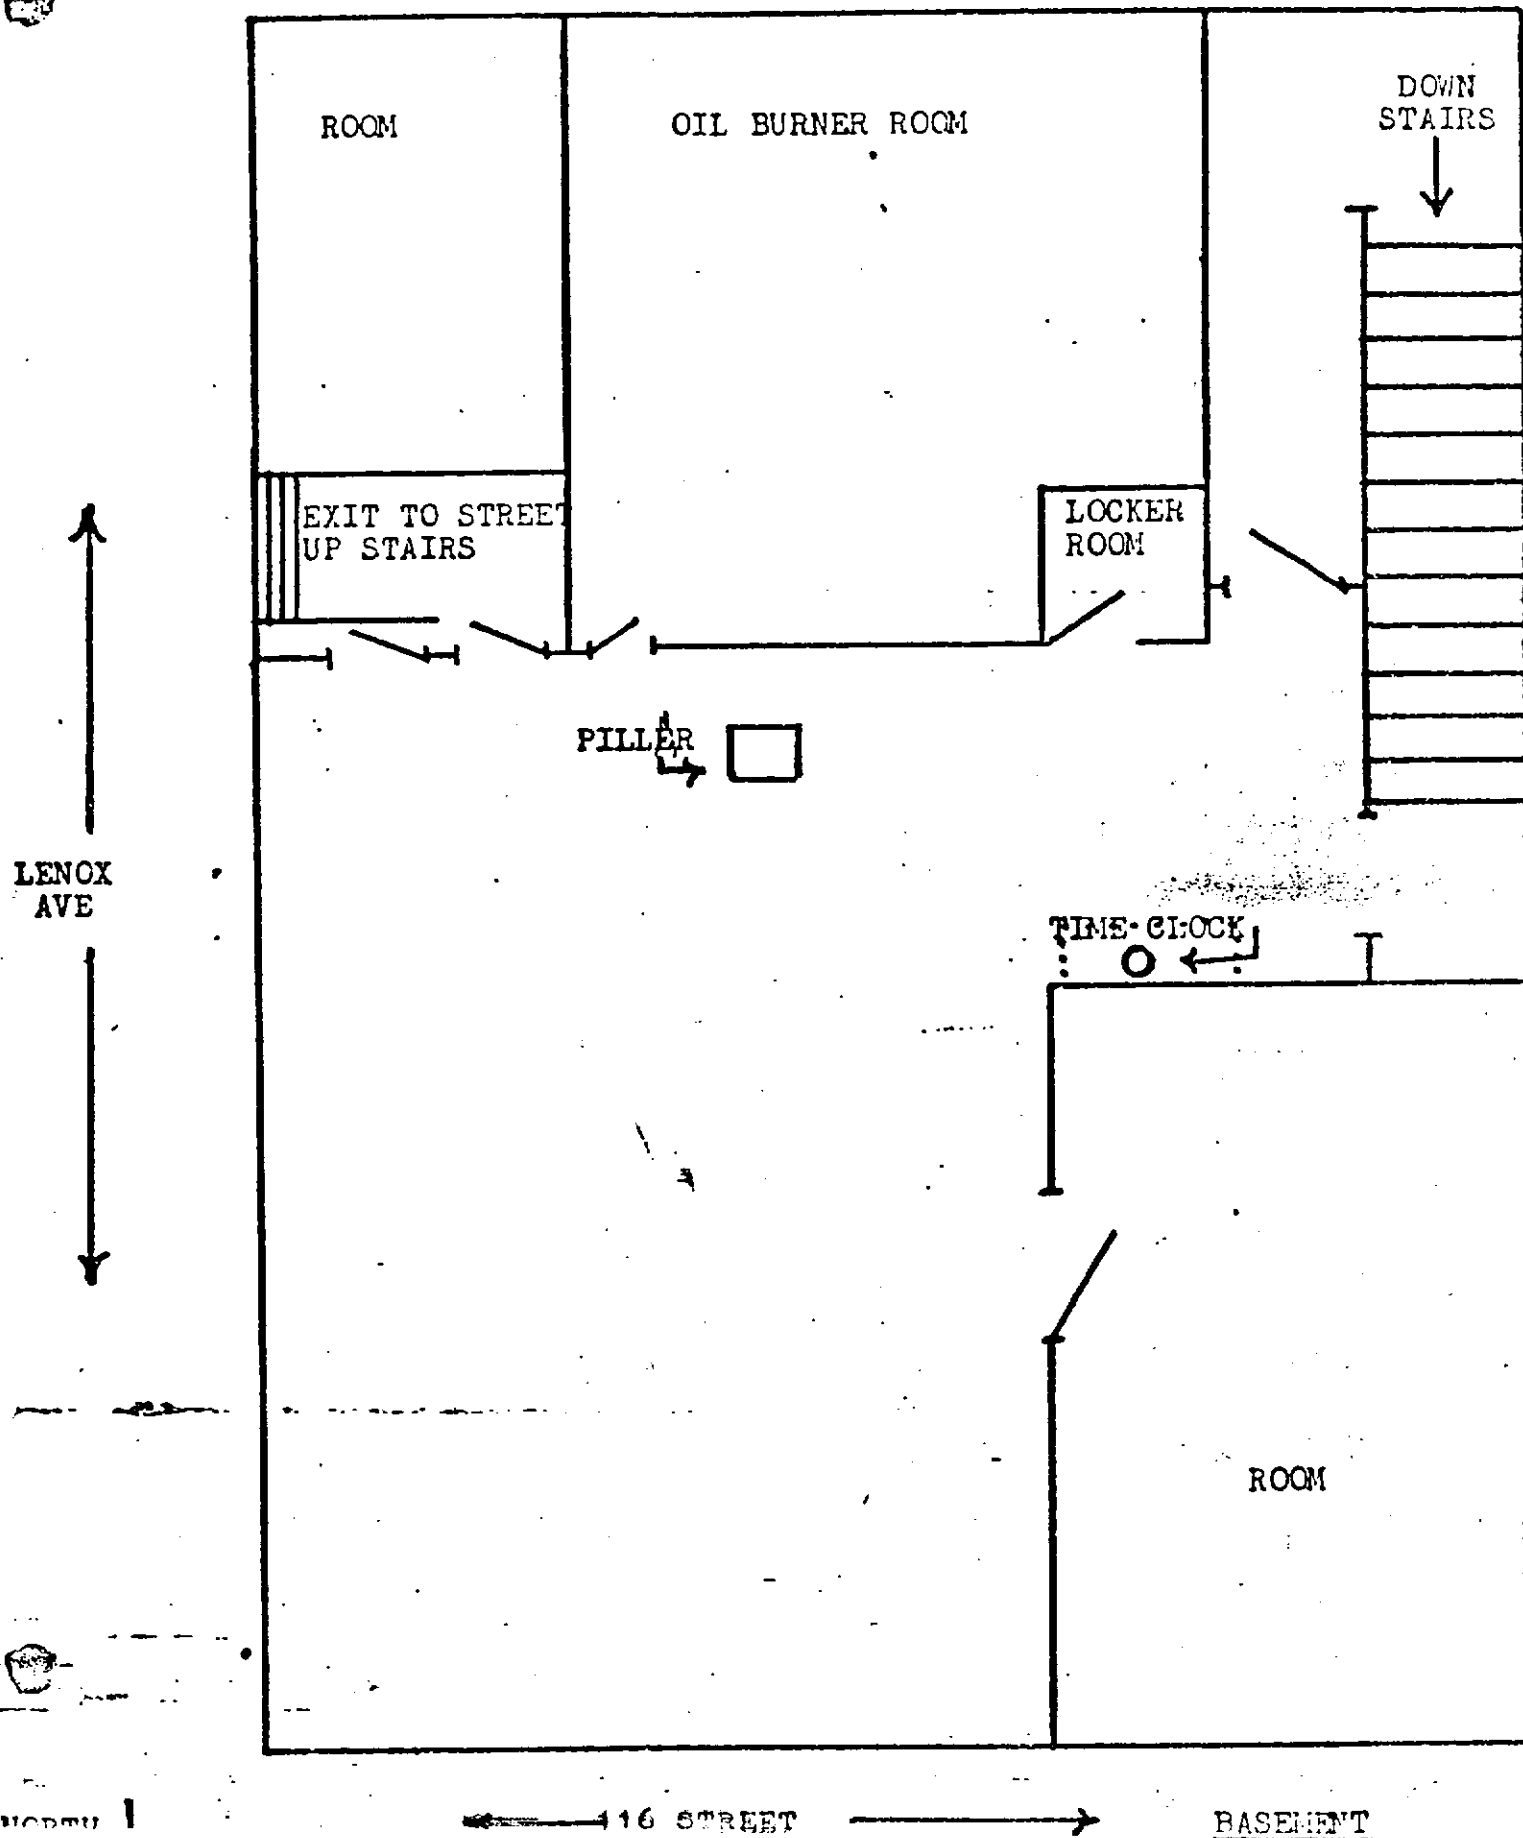 DOWN
STAIRS
ROOM
OIL BURNER ROOM
EXIT TO STREET
UP STAIRS
LOCKER
ROOM
PILLER
LENOX
AVE
TIME CLOCK
ROOM
NORTH
116 STREET
BASEMENT